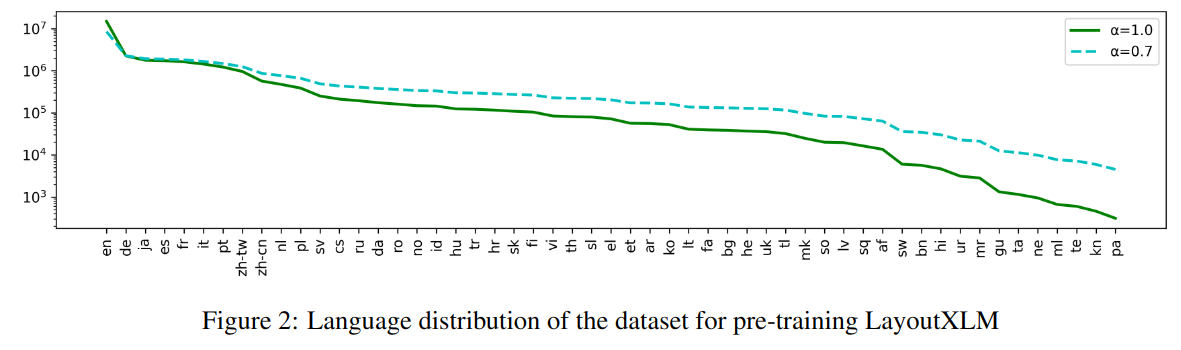 10⁷
10⁶
10⁵
10⁴
10³
α=1.0
α=0.7
en de ja es fr it pt zh-tw zh-cn nl pl sv cs ru da ro no id hu tr hr sk fi vi th sl el et ar ko lt fa bg he uk tl mk so lv sq af sw bn hi ur mr gu ta ne ml te kn pa
Figure 2: Language distribution of the dataset for pre-training LayoutXLM